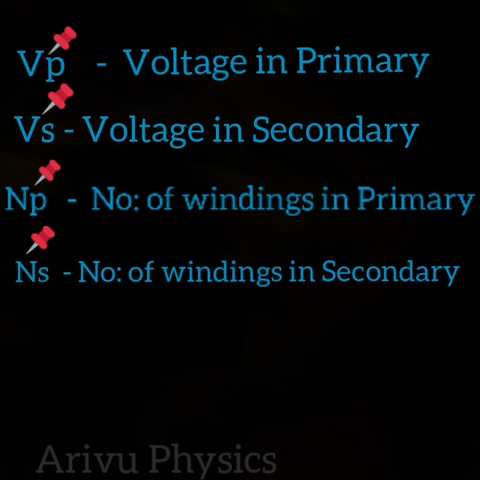 Vp - Voltage in Primary
Vs - Voltage in Secondary
Np - No: of windings in Primary
Ns - No: of windings in Secondary
Arivu Physics